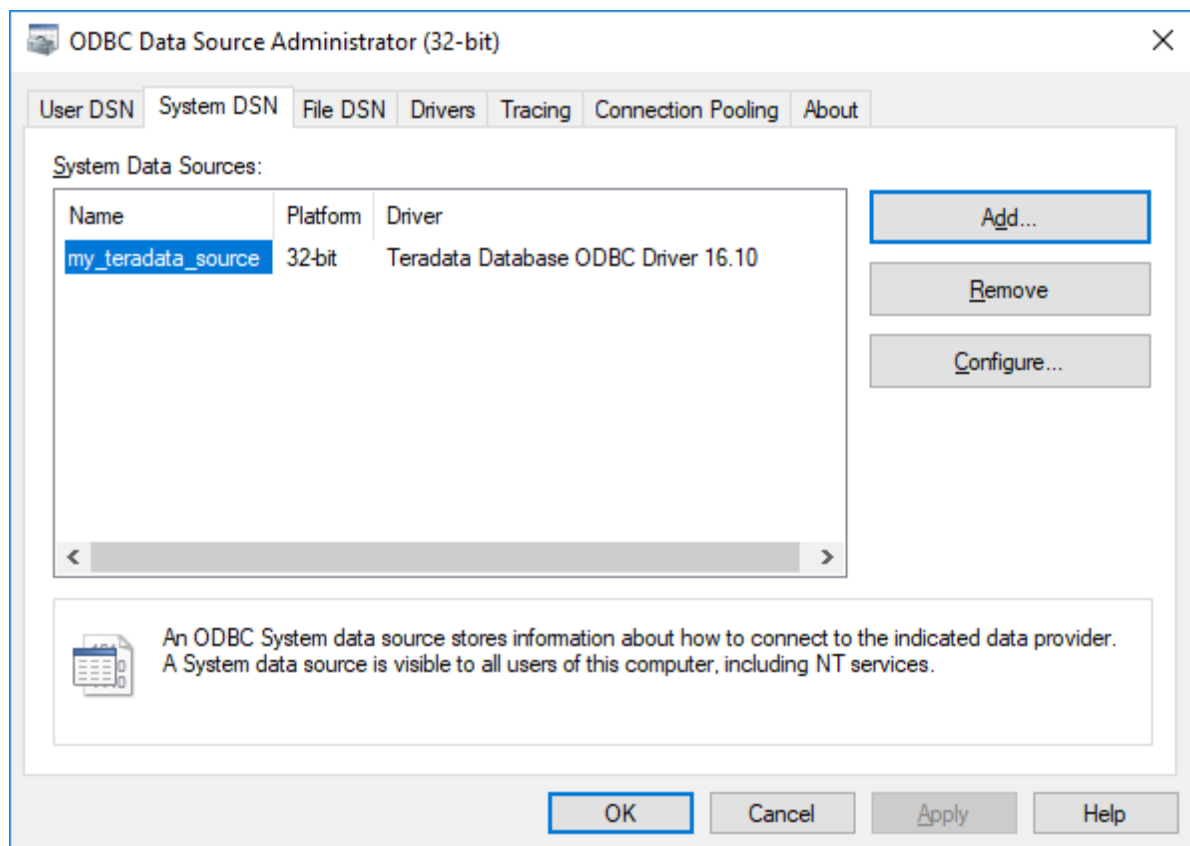 ODBC Data Source Administrator (32-bit)
User DSN System DSN File DSN Drivers Tracing Connection Pooling About
System Data Sources:
Name Platform Driver
my_teradata_source 32-bit Teradata Database ODBC Driver 16.10
Add...
Remove
Configure...
An ODBC System data source stores information about how to connect to the indicated data provider.
A System data source is visible to all users of this computer, including NT services.
OK Cancel Apply Help